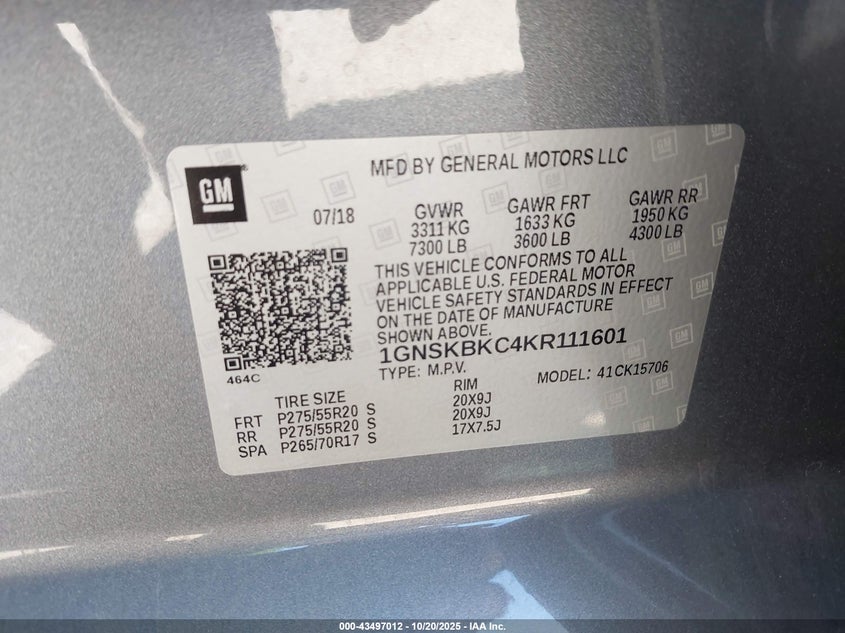 GM
MFD BY GENERAL MOTORS LLC
07/18
GVWR GAWR FRT GAWR RR
3311 KG 1633 KG 1950 KG
7300 LB 3600 LB 4300 LB
THIS VEHICLE CONFORMS TO ALL
APPLICABLE U.S. FEDERAL MOTOR
VEHICLE SAFETY STANDARDS IN EFFECT
ON THE DATE OF MANUFACTURE
SHOWN ABOVE.
1GNSKBKC4KR111601
464C
TYPE: M.P.V. MODEL: 41CK15706
TIRE SIZE RIM
FRT P275/55R20 S 20X9J
RR P275/55R20 S 20X9J
SPA P265/70R17 S 17X7.5J
000-43497012 - 10/20/2025 - IAA Inc.